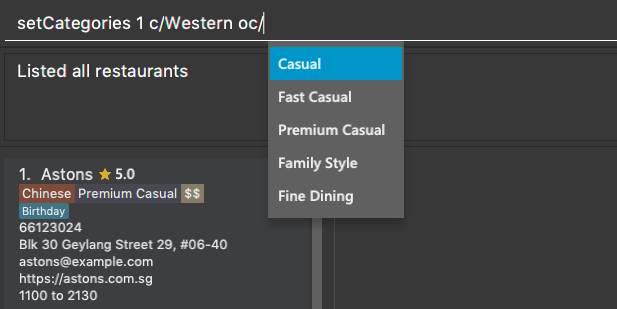 setCategories 1 c/Western oc/
Casual
Fast Casual
Premium Casual
Family Style
Fine Dining
Listed all restaurants
1. Astons ★ 5.0
Chinese Premium Casual $$
Birthday
66123024
Blk 30 Geylang Street 29, #06-40
astons@example.com
https://astons.com.sg
1100 to 2130